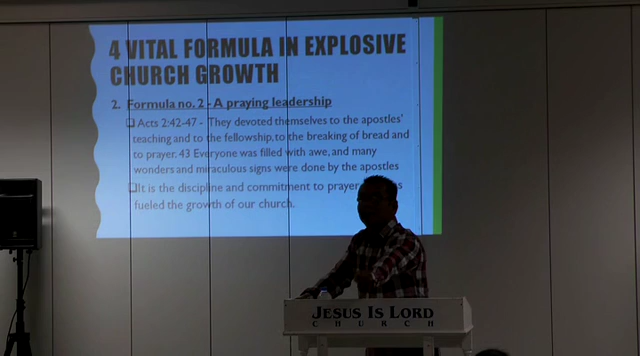 4 VITAL FORMULA IN EXPLOSIVE
CHURCH GROWTH
2. Formula no. 2 - A praying leadership
Acts 2:42-47 - They devoted themselves to the apostles'
teaching and to the fellowship, to the breaking of bread and
to prayer. 43 Everyone was filled with awe, and many
wonders and miraculous signs were done by the apostles
It is the discipline and commitment to prayer
fueled the growth of our church.
JESUS IS LORD
CHURCH